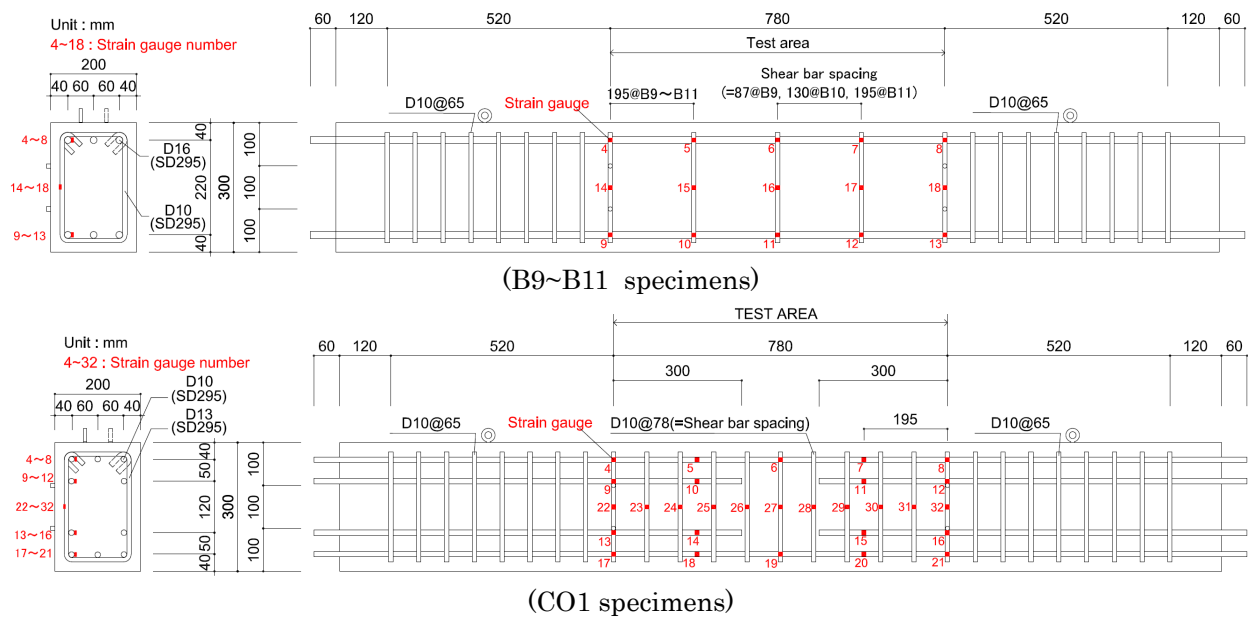 Unit : mm
4~18 : Strain gauge number
200
40 60 60 40
4~8
14~18
9~13
D16
(SD295)
D10
(SD295)
40
220
40
300
100
100
100
60 120 520 780 520 120 60
Test area
Shear bar spacing
(=87@B9, 130@B10, 195@B11)
195@B9~B11
D10@65
Strain gauge
D10@65
4 5 6 7 8
14 15 16 17 18
9 10 11 12 13
(B9~B11 specimens)
Unit : mm
4~32 : Strain gauge number
200
40 60 60 40
4~8
9~12
22~32
13~16
17~21
D10
(SD295)
D13
(SD295)
40
50
120
50
40
300
100
100
100
TEST AREA
60 120 520 780 520 120 60
300 300
195
D10@65
Strain gauge
D10@78(=Shear bar spacing)
D10@65
4 5 6 7 8
9 10 11 12
22 23 24 25 26 27 28 29 30 31 32
13 14 15 16
17 18 19 20 21
(CO1 specimens)